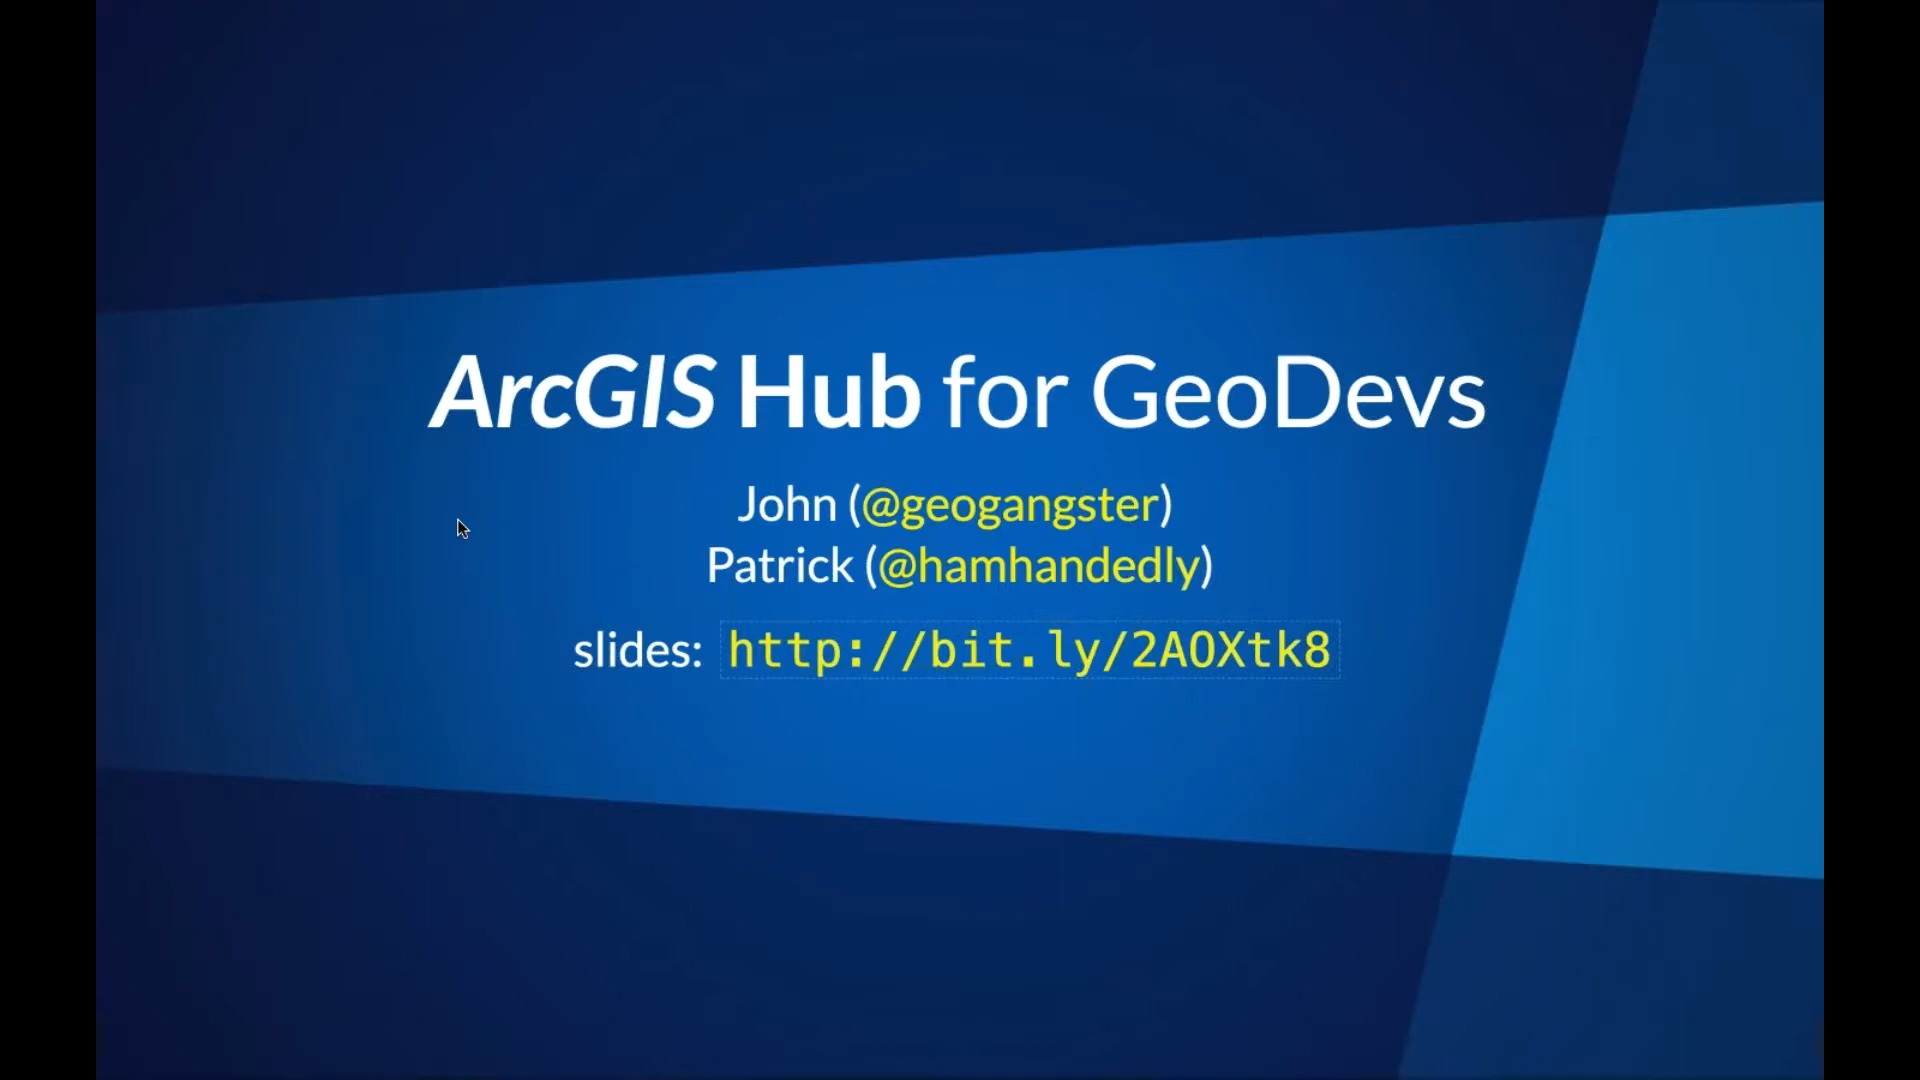 ArcGIS Hub for GeoDevs
John (@geogangster)
Patrick (@hamhandedly)
slides: http://bit.ly/2AOXtk8